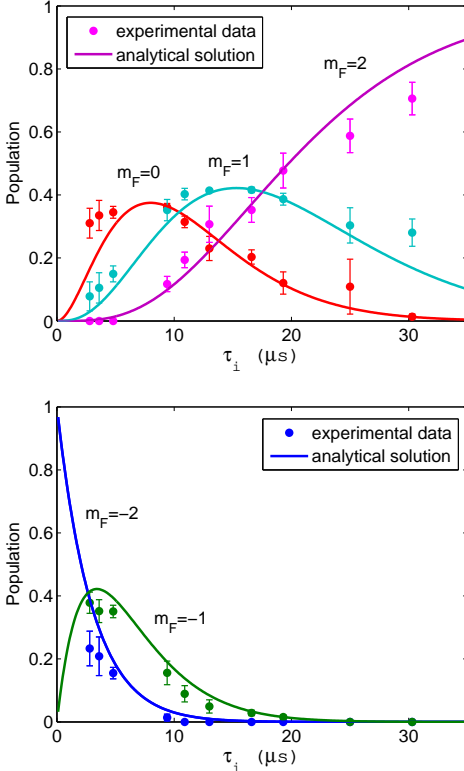 experimental data
analytical solution
m_F=2
m_F=0
m_F=1
Population
1
0.8
0.6
0.4
0.2
0
0 10 20 30
τ_i (μs)
experimental data
analytical solution
m_F=−2
m_F=−1
Population
1
0.8
0.6
0.4
0.2
0
0 10 20 30
τ_i (μs)